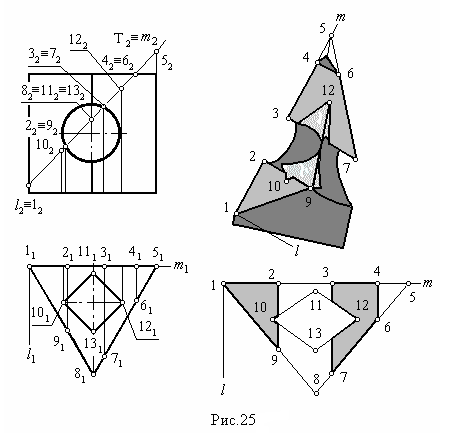 12₂ T₂≡m₂
3₂≡7₂ 4₂≡6₂ 5₂
8₂≡11₂≡13₂
2₂≡9₂
10₂
l₂≡1₂
5 m
4
6
12
3
2 7
10
1 9
l
1₁ 2₁ 11₁ 3₁ 4₁ 5₁ m₁
10₁ 6₁
l₁ 9₁ 13₁ 12₁
7₁
8₁
1 2 3 4 m
5
10 11 12
6
13
9
8 7
l
Рис.25